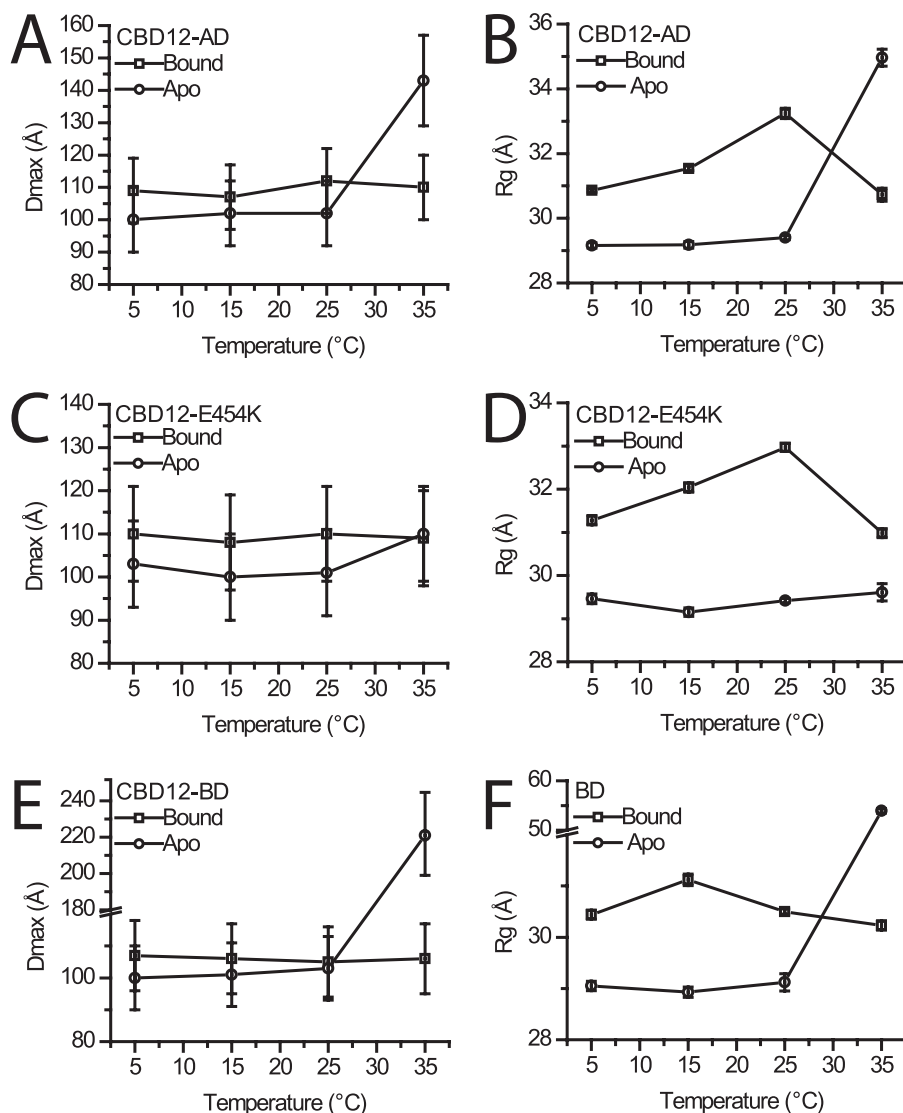 A
CBD12-AD
Bound
Apo
160
150
140
130
120
110
100
90
80
Dmax (Å)
5 10 15 20 25 30 35
Temperature (°C)
B
CBD12-AD
Bound
Apo
36
34
32
30
28
Rg (Å)
5 10 15 20 25 30 35
Temperature (°C)
C
CBD12-E454K
Bound
Apo
140
130
120
110
100
90
80
Dmax (Å)
5 10 15 20 25 30 35
Temperature (°C)
D
CBD12-E454K
Bound
Apo
34
32
30
28
Rg (Å)
5 10 15 20 25 30 35
Temperature (°C)
E
CBD12-BD
Bound
Apo
240
220
200
180
100
80
Dmax (Å)
5 10 15 20 25 30 35
Temperature (°C)
F
BD
Bound
Apo
60
50
30
28
Rg (Å)
5 10 15 20 25 30 35
Temperature (°C)